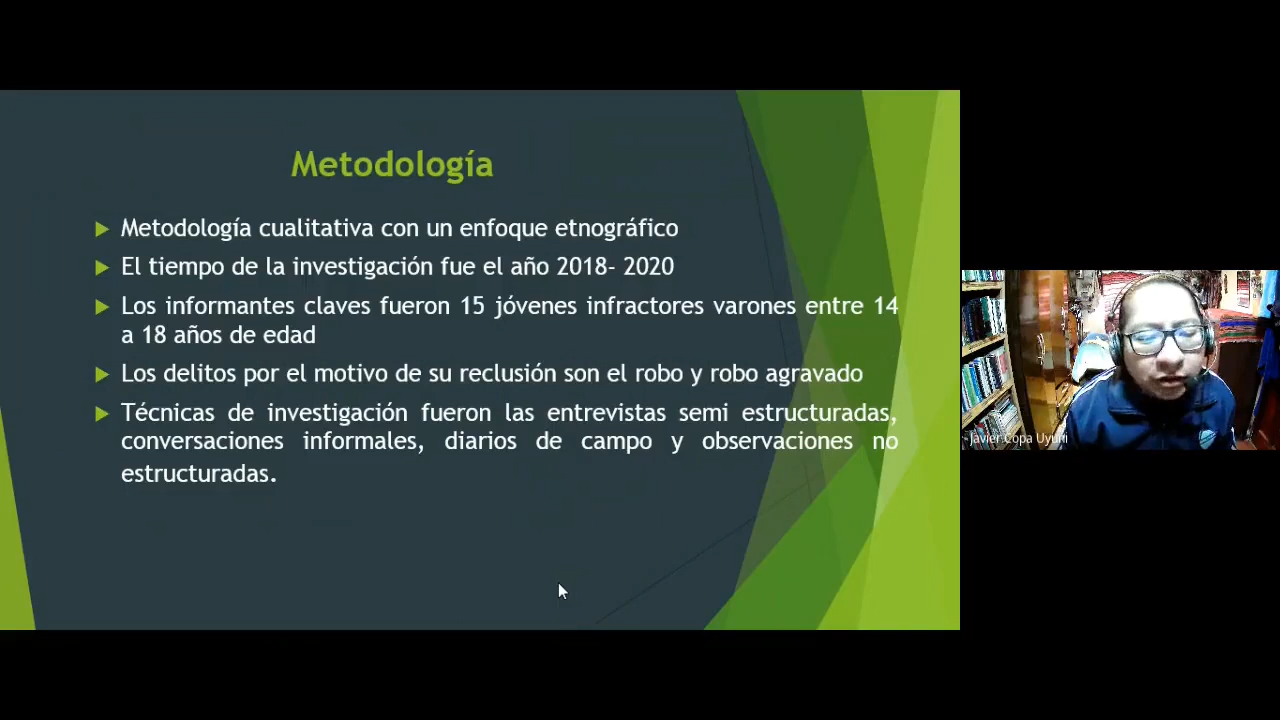 Metodología
Metodología cualitativa con un enfoque etnográfico
El tiempo de la investigación fue el año 2018- 2020
Los informantes claves fueron 15 jóvenes infractores varones entre 14
a 18 años de edad
Los delitos por el motivo de su reclusión son el robo y robo agravado
Técnicas de investigación fueron las entrevistas semi estructuradas,
conversaciones informales, diarios de campo y observaciones no
estructuradas.
Javier Copa Uyuni